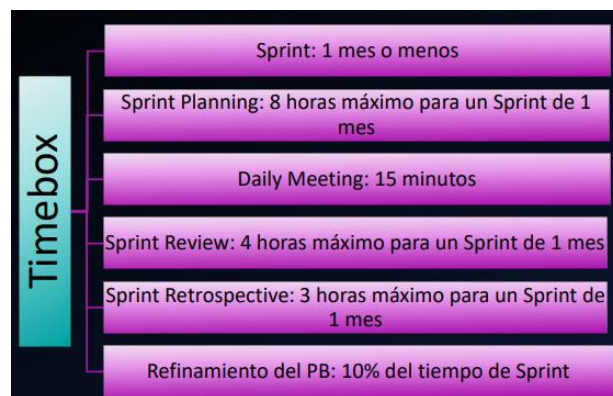 Timebox
Sprint: 1 mes o menos
Sprint Planning: 8 horas máximo para un Sprint de 1
mes
Daily Meeting: 15 minutos
Sprint Review: 4 horas máximo para un Sprint de 1 mes
Sprint Retrospective: 3 horas máximo para un Sprint de
1 mes
Refinamiento del PB: 10% del tiempo de Sprint